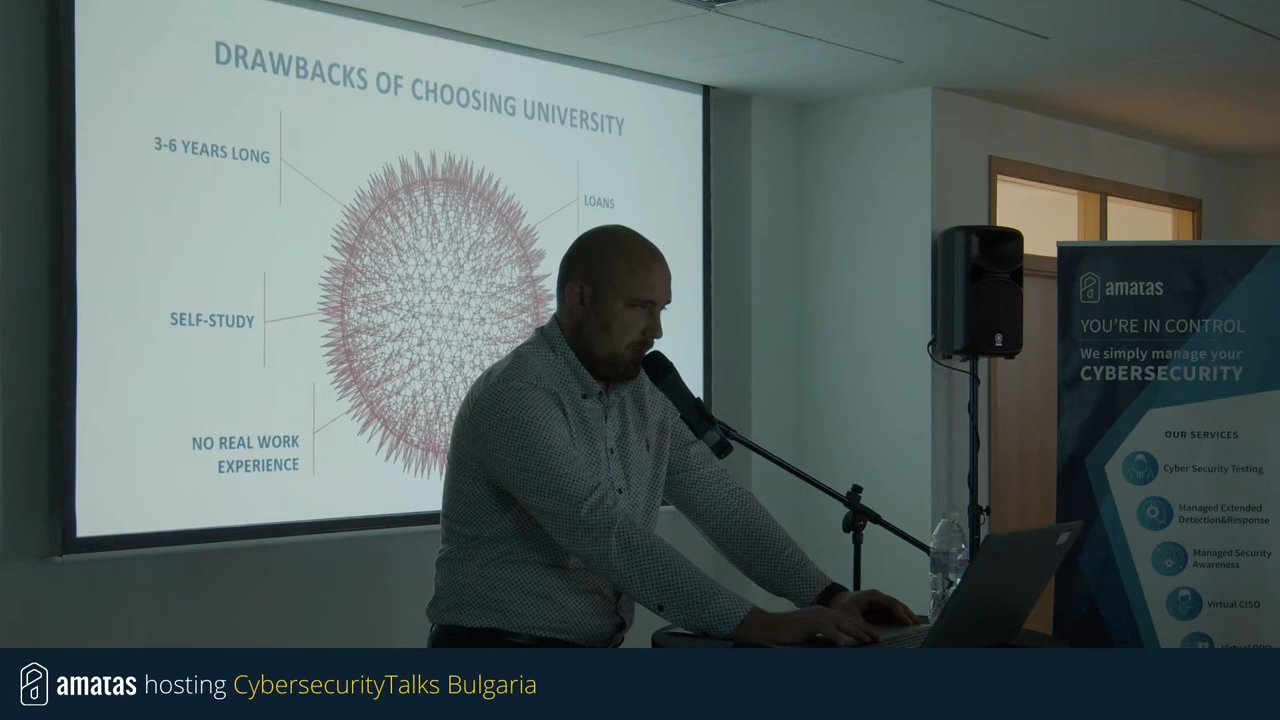 DRAWBACKS OF CHOOSING UNIVERSITY
3-6 YEARS LONG
LOANS
SELF-STUDY
NO REAL WORK
EXPERIENCE
amatas
YOU'RE IN CONTROL
We simply manage your
CYBERSECURITY
OUR SERVICES
Cyber Security Testing
Managed Extended
Detection&Response
Managed Security
Awareness
Virtual CISO
amatas hosting CybersecurityTalks Bulgaria